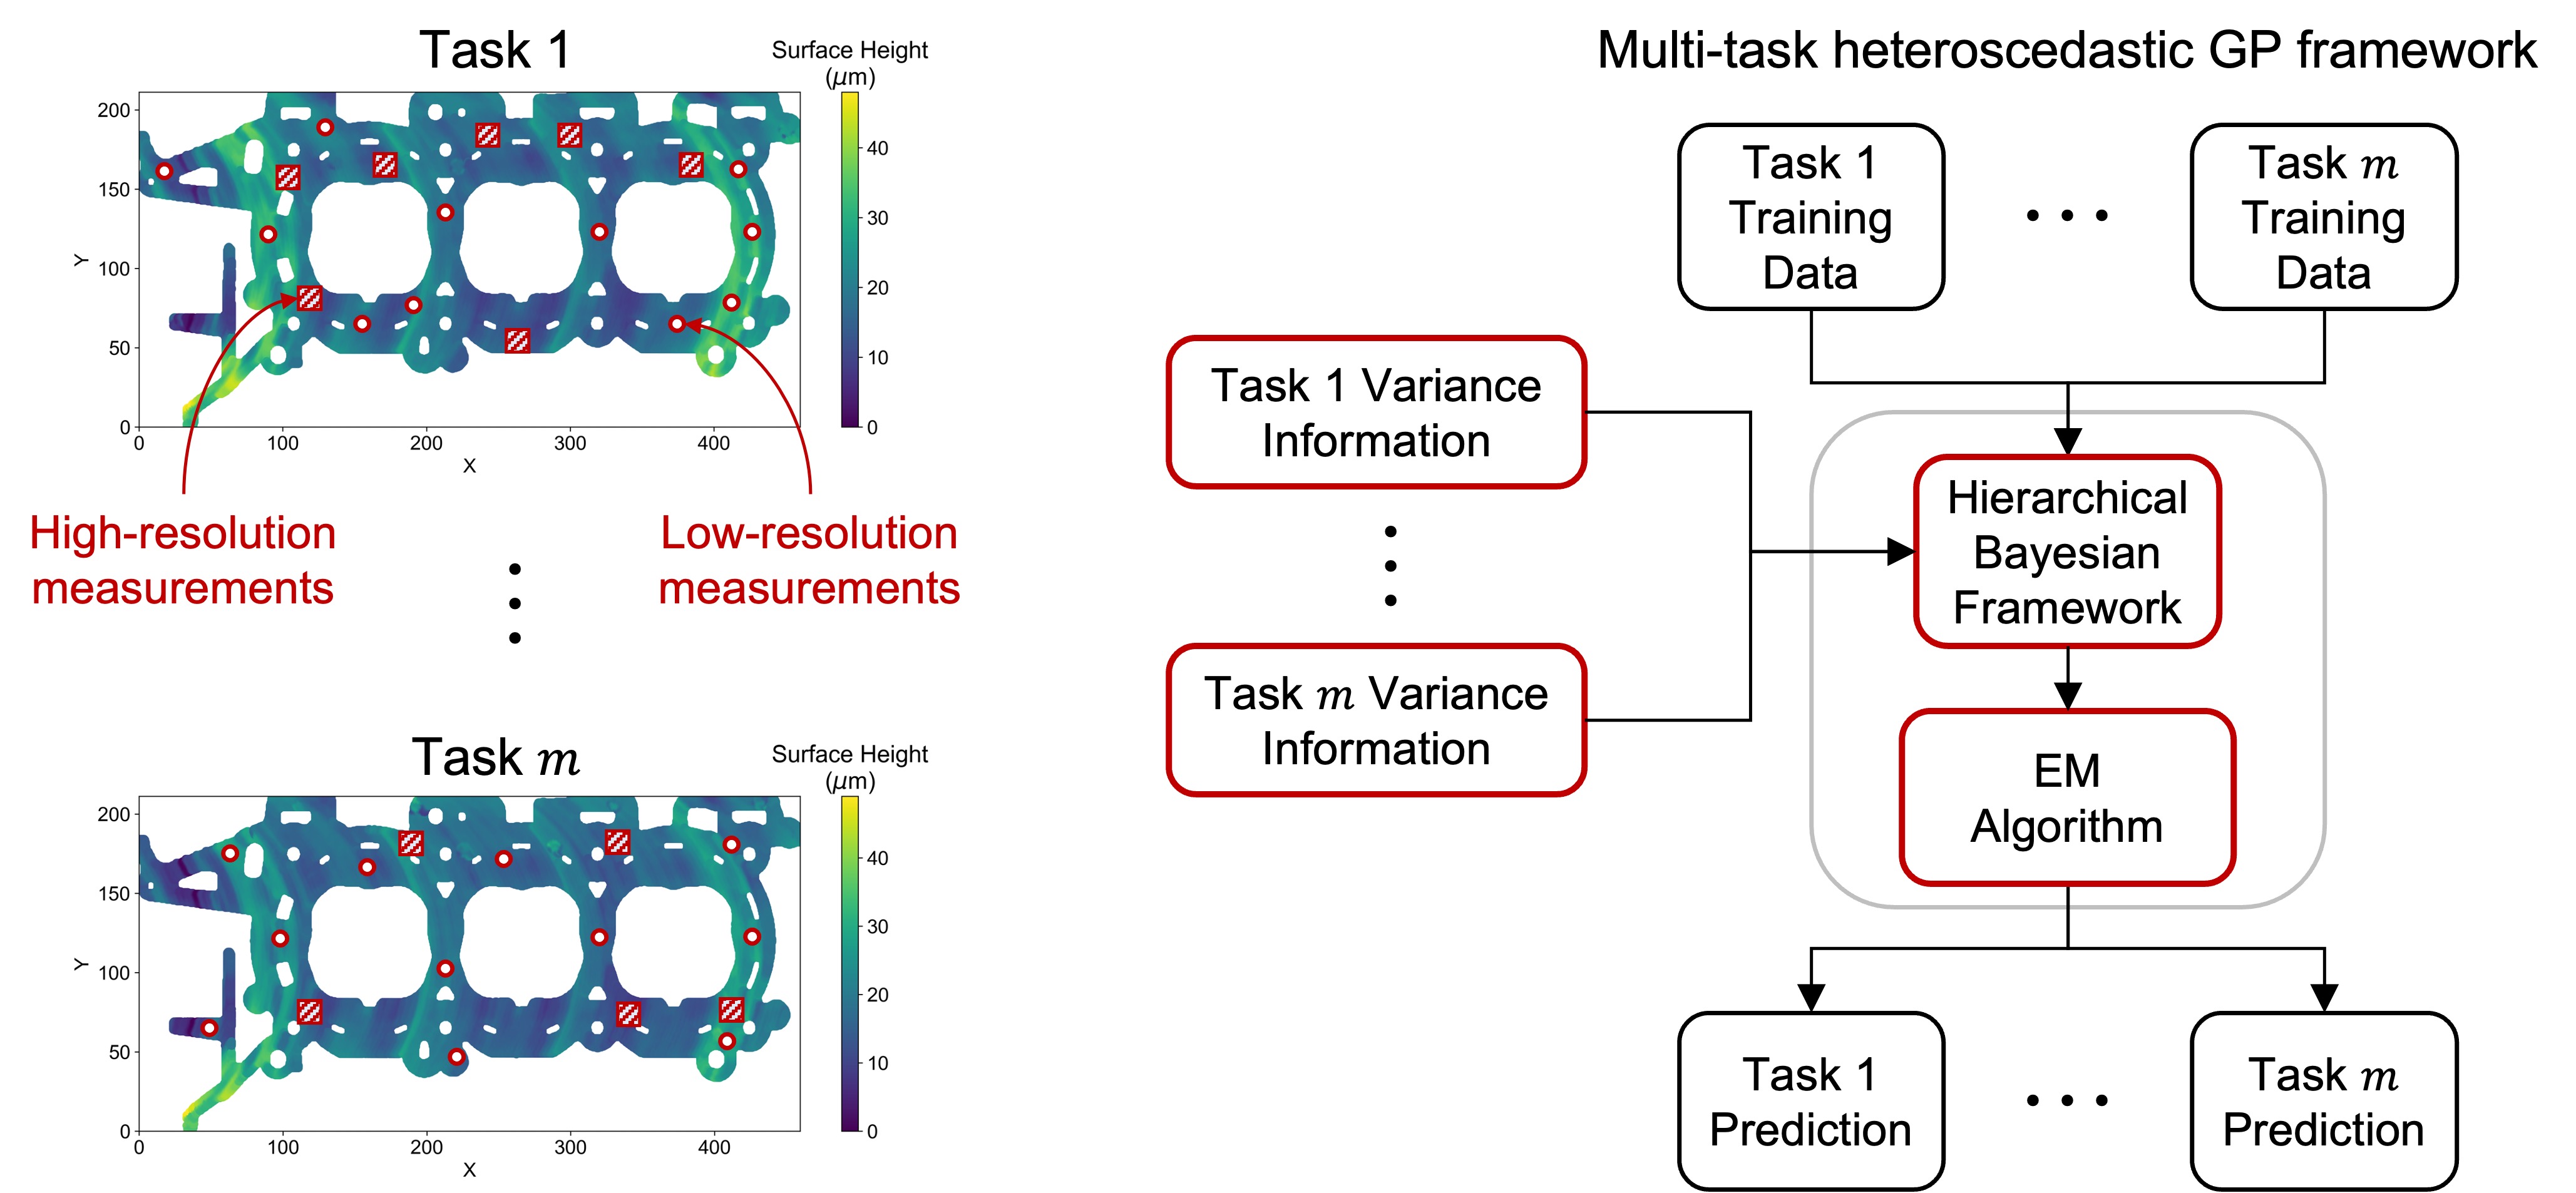 Task 1
Surface Height
(μm)
200
150
100
50
0
Y
0
100
200
300
400
X
40
30
20
10
0
High-resolution
measurements
Low-resolution
measurements
Task m
Surface Height
(μm)
200
150
100
50
0
Y
0
100
200
300
400
X
40
30
20
10
0
Multi-task heteroscedastic GP framework
Task 1
Training
Data
Task m
Training
Data
Task 1 Variance
Information
Task m Variance
Information
Hierarchical
Bayesian
Framework
EM
Algorithm
Task 1
Prediction
Task m
Prediction